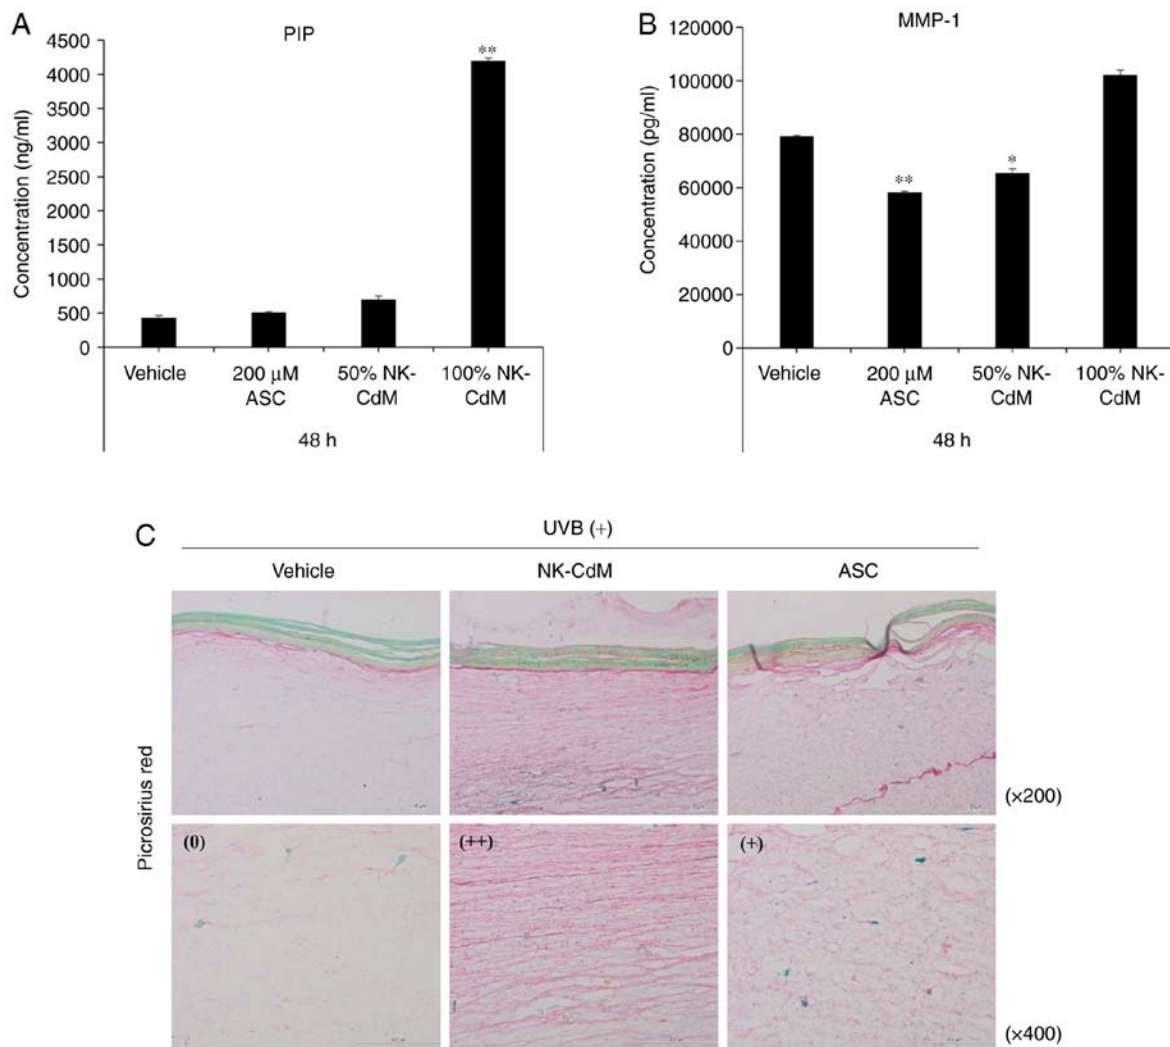 A
PIP
Concentration (ng/ml)
4500
4000
3500
3000
2500
2000
1500
1000
500
0
**
Vehicle
200 µM
ASC
50% NK-
CdM
100% NK-
CdM
48 h
B
MMP-1
Concentration (pg/ml)
120000
100000
80000
60000
40000
20000
0
**
*
Vehicle
200 µM
ASC
50% NK-
CdM
100% NK-
CdM
48 h
C
UVB (+)
Vehicle
NK-CdM
ASC
Picrosirius red
(×200)
(0)
(++)
(+)
(×400)